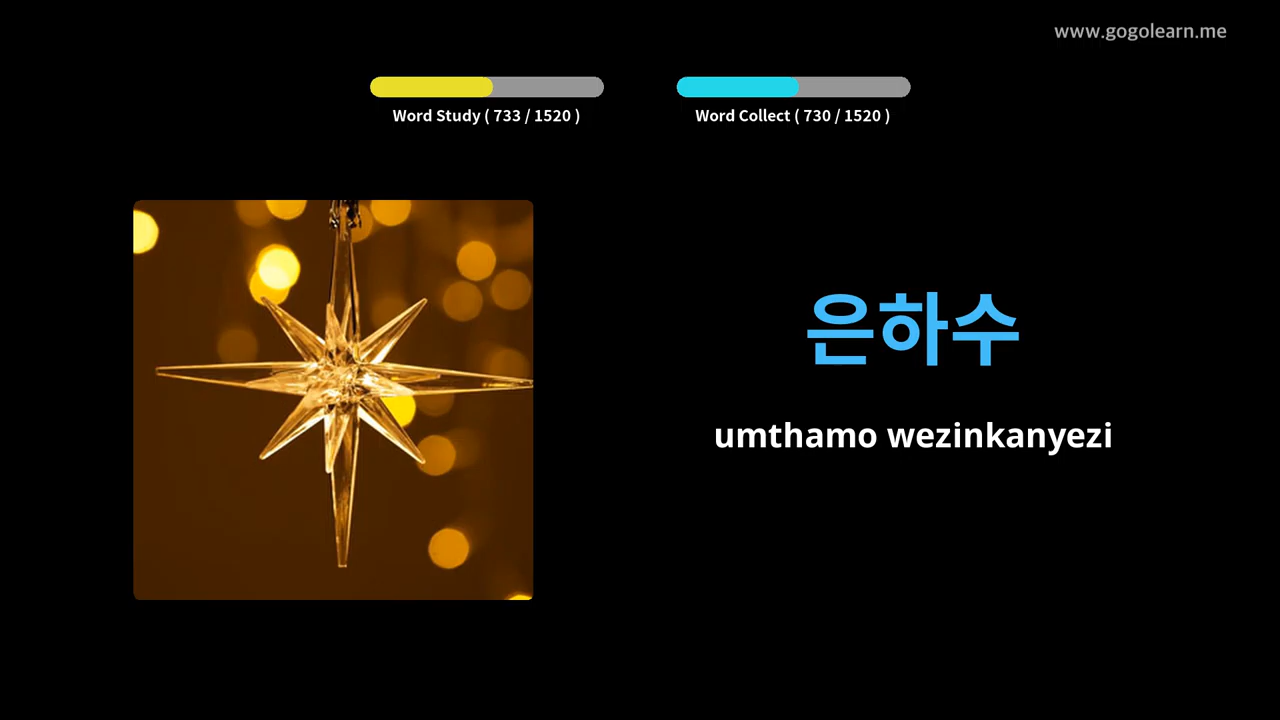 www.gogolearn.me
Word Study ( 733 / 1520 )
Word Collect ( 730 / 1520 )
은하수
umthamo wezinkanyezi